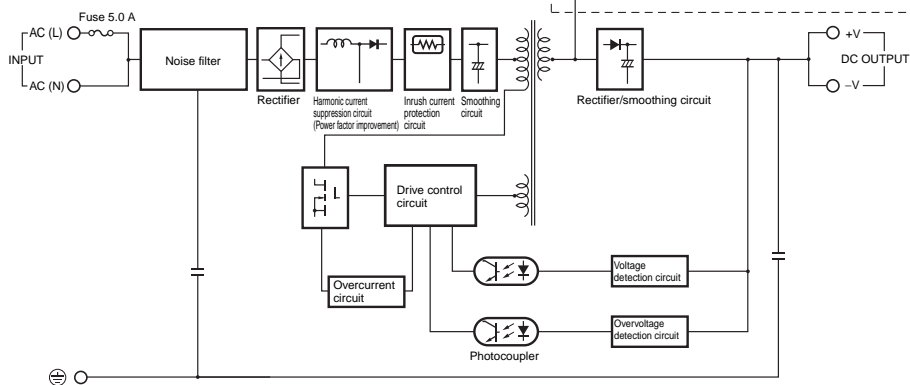 Fuse 5.0 A
AC (L)
INPUT
AC (N)
Noise filter
Rectifier
Harmonic current
suppression circuit
(Power factor improvement)
Inrush current
protection
circuit
Smoothing
circuit
Rectifier/smoothing circuit
+V
DC OUTPUT
−V
Drive control
circuit
Overcurrent
circuit
Voltage
detection circuit
Overvoltage
detection circuit
Photocoupler